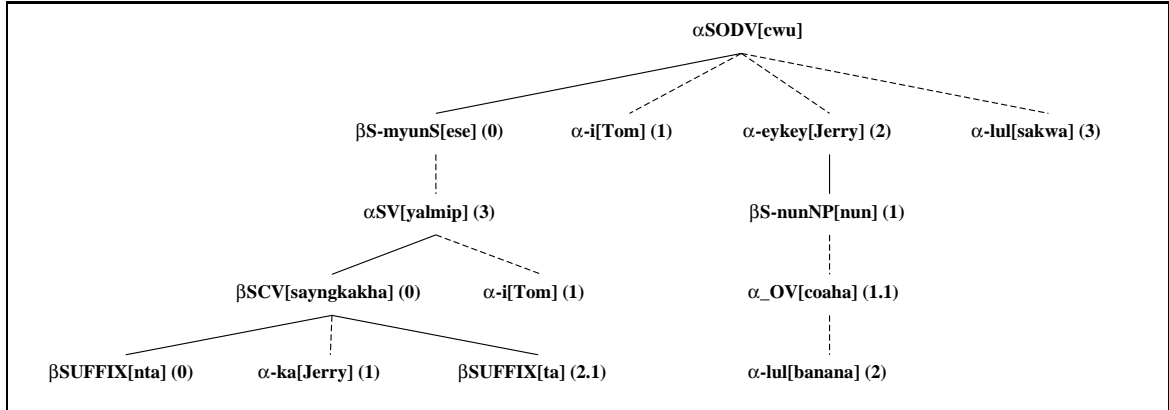 αSODV[cwu]
βS-myunS[ese] (0) α-i[Tom] (1) α-eykey[Jerry] (2) α-lul[sakwa] (3)
αSV[yalmip] (3) βS-nunNP[nun] (1)
βSCV[sayngkakha] (0) α-i[Tom] (1) α_OV[coaha] (1.1)
βSUFFIX[nta] (0) α-ka[Jerry] (1) βSUFFIX[ta] (2.1) α-lul[banana] (2)